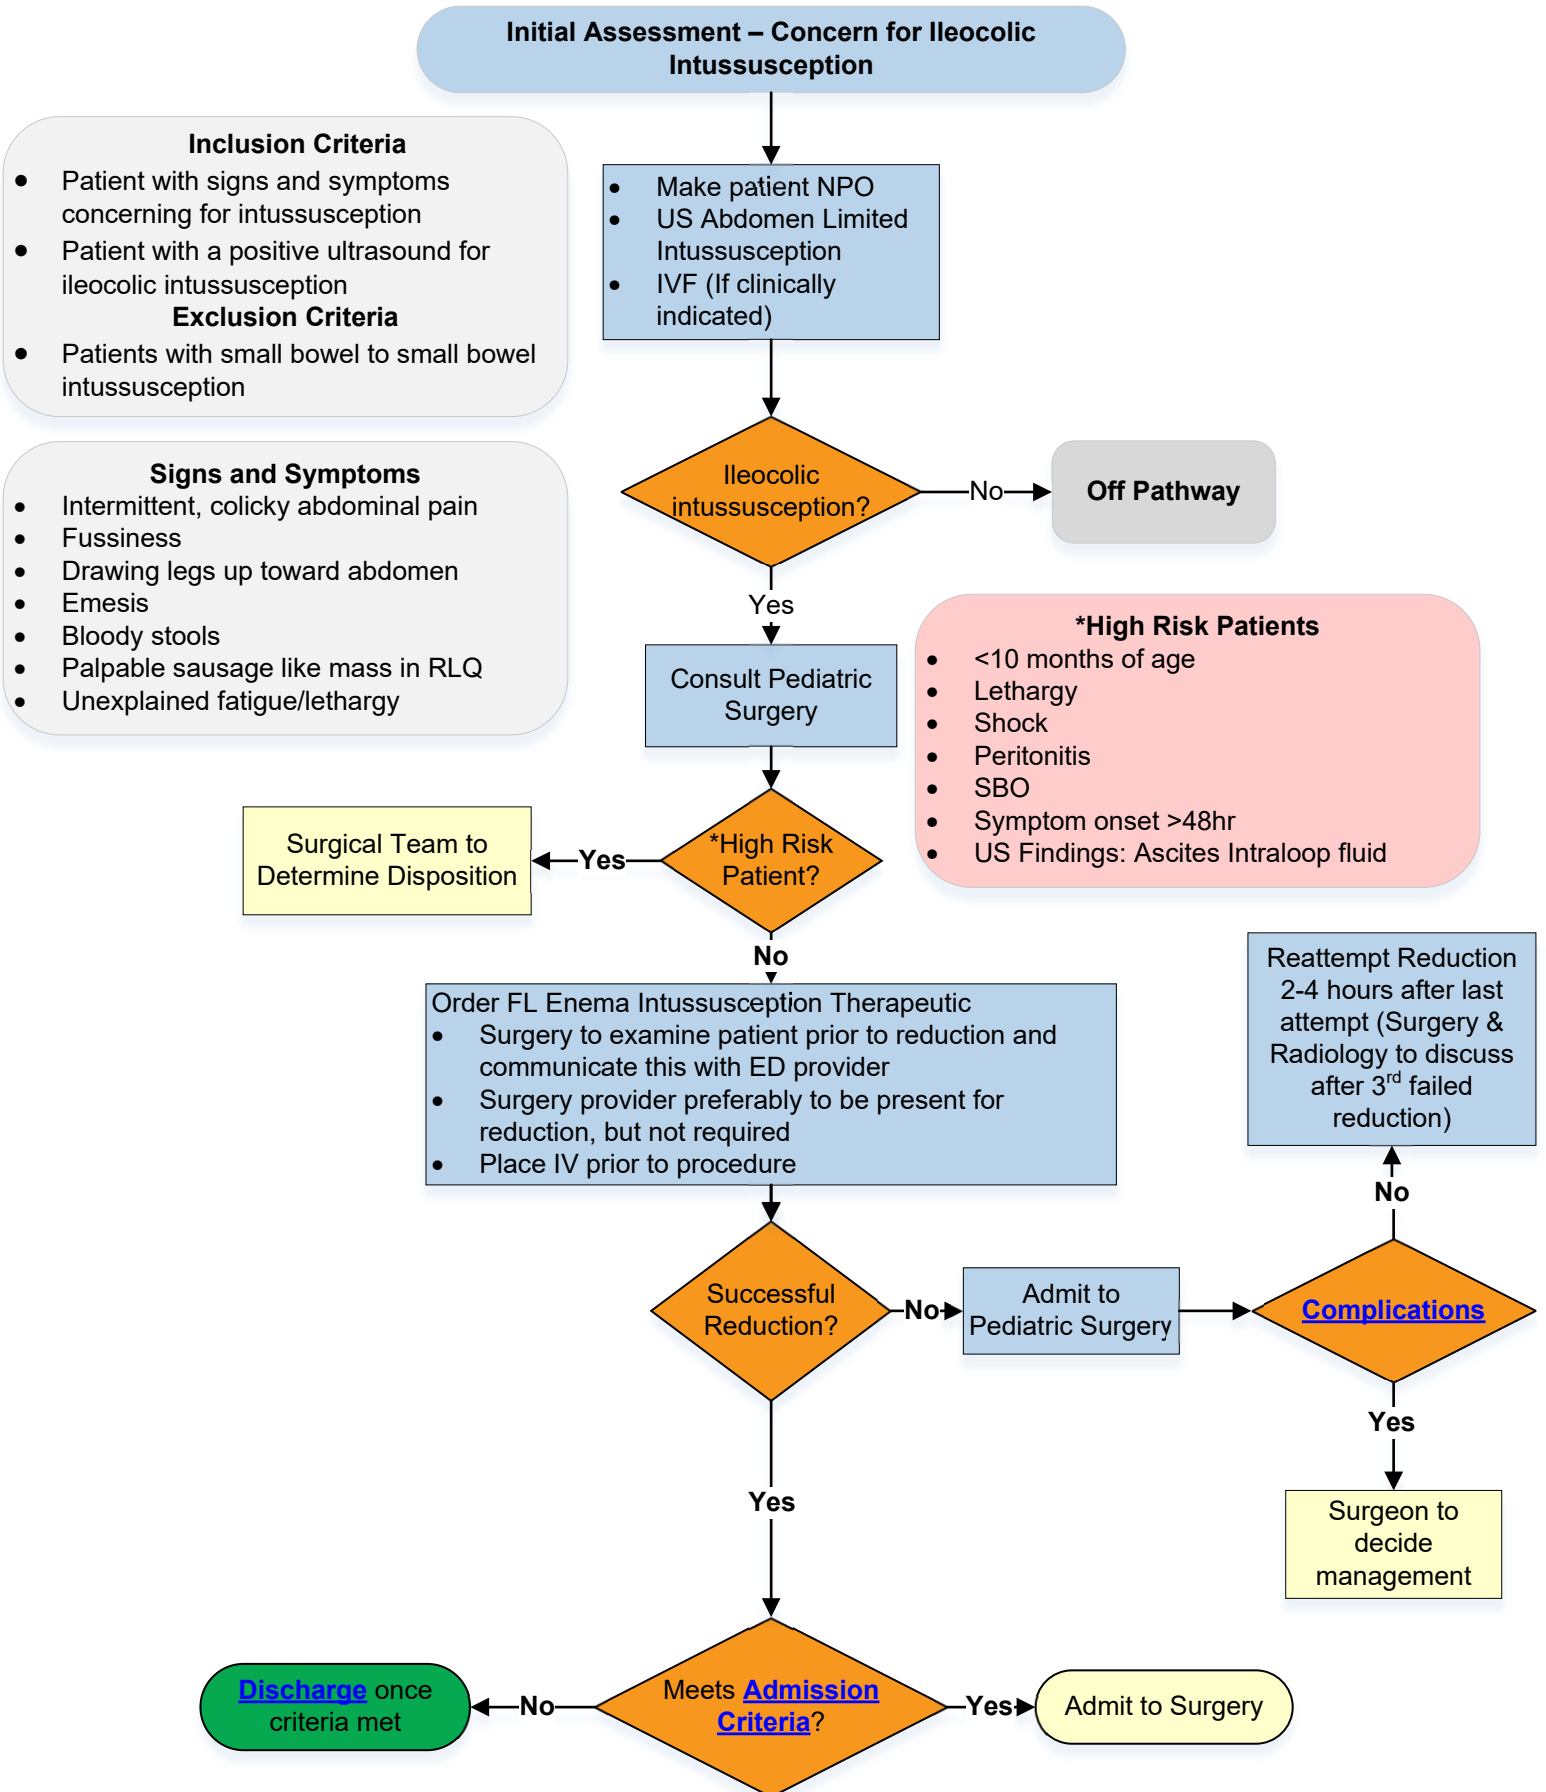 Initial Assessment – Concern for Ileocolic
Intussusception
Inclusion Criteria
• Patient with signs and symptoms
concerning for intussusception
• Patient with a positive ultrasound for
ileocolic intussusception
Exclusion Criteria
• Patients with small bowel to small bowel
intussusception
• Make patient NPO
• US Abdomen Limited
Intussusception
• IVF (If clinically
indicated)
Signs and Symptoms
• Intermittent, colicky abdominal pain
• Fussiness
• Drawing legs up toward abdomen
• Emesis
• Bloody stools
• Palpable sausage like mass in RLQ
• Unexplained fatigue/lethargy
Ileocolic
intussusception?
No
Off Pathway
Yes
Consult Pediatric
Surgery
*High Risk Patients
• <10 months of age
• Lethargy
• Shock
• Peritonitis
• SBO
• Symptom onset >48hr
• US Findings: Ascites Intraloop fluid
*High Risk
Patient?
Yes
Surgical Team to
Determine Disposition
No
Order FL Enema Intussusception Therapeutic
• Surgery to examine patient prior to reduction and
communicate this with ED provider
• Surgery provider preferably to be present for
reduction, but not required
• Place IV prior to procedure
Reattempt Reduction
2-4 hours after last
attempt (Surgery &
Radiology to discuss
after 3rd failed
reduction)
No
Successful
Reduction?
No
Admit to
Pediatric Surgery
Complications
Yes
Surgeon to
decide
management
Yes
Meets Admission
Criteria?
No
Discharge once
criteria met
Yes
Admit to Surgery